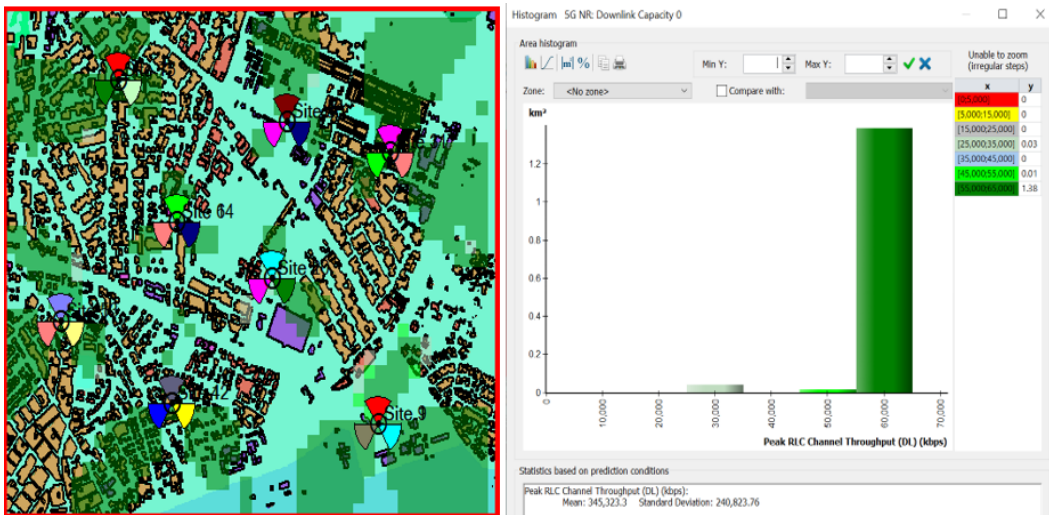 Site 64
Site 9
Histogram 5G NR: Downlink Capacity 0
Area histogram
Min Y:
Max Y:
Unable to zoom
(irregular steps)
Zone: <No zone>
Compare with:
x y
[0;5,000] 0
[5,000;15,000] 0
[15,000;25,000] 0
[25,000;35,000] 0.03
[35,000;45,000] 0
[45,000;55,000] 0.01
[55,000;65,000] 1.38
km²
1.2
1
0.8
0.6
0.4
0.2
0
0 10,000 20,000 30,000 40,000 50,000 60,000 70,000
Peak RLC Channel Throughput (DL) (kbps)
Statistics based on prediction conditions
Peak RLC Channel Throughput (DL) (kbps):
Mean: 345,323.3 Standard Deviation: 240,823.76